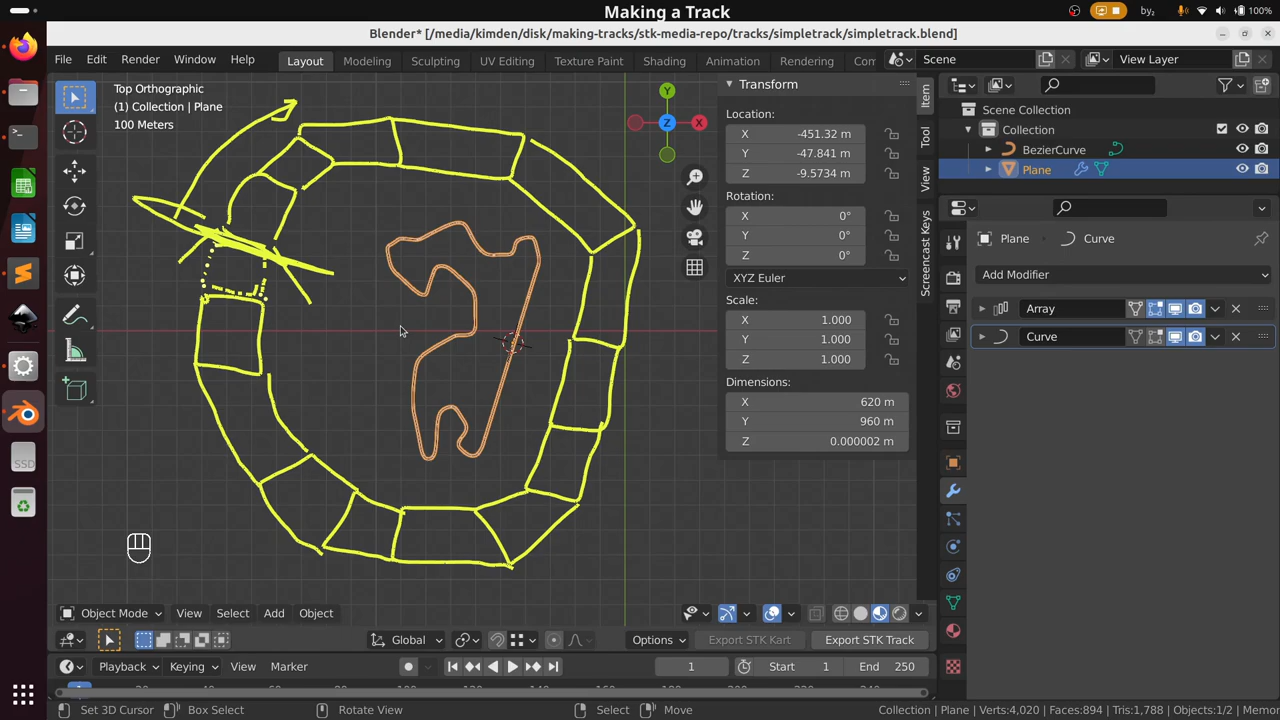 Making a Track
by₂
100%
Blender* [/media/kimden/disk/making-tracks/stk-media-repo/tracks/simpletrack/simpletrack.blend]
File Edit Render Window Help Layout Modeling Sculpting UV Editing Texture Paint Shading Animation Rendering Com Scene View Layer
Top Orthographic
(1) Collection | Plane
100 Meters
Y
X
Z
Transform
Location:
X -451.32 m
Y -47.841 m
Z -9.5734 m
Rotation:
X 0°
Y 0°
Z 0°
XYZ Euler
Scale:
X 1.000
Y 1.000
Z 1.000
Dimensions:
X 620 m
Y 960 m
Z 0.000002 m
Item
Tool
View
Screencast Keys
Scene Collection
Collection
BezierCurve
Plane
Plane Curve
Add Modifier
Array
Curve
SSD
Object Mode View Select Add Object
Global Options Export STK Kart Export STK Track
Playback Keying View Marker 1 Start 1 End 250
Set 3D Cursor Box Select Rotate View Select Move Collection | Plane | Verts:4,020 | Faces:894 | Tris:1,788 | Objects:1/2 | Memor